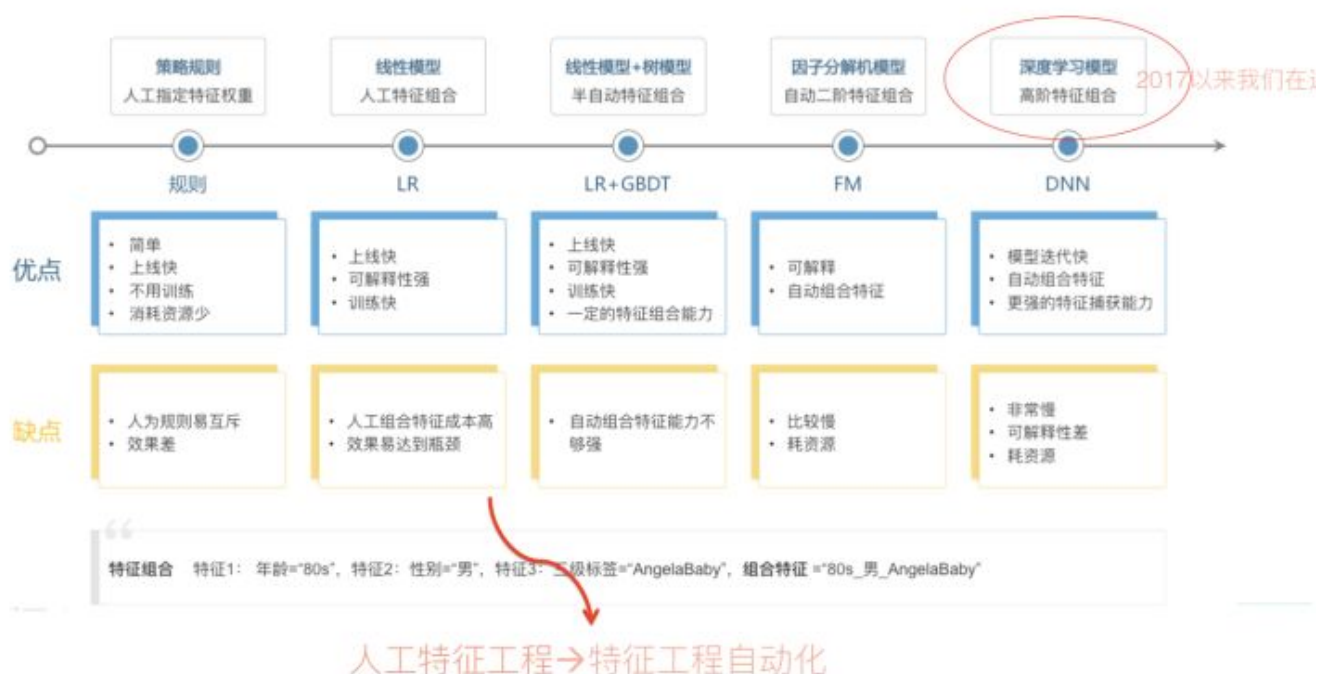 策略规则
人工指定特征权重
线性模型
人工特征组合
线性模型+树模型
半自动特征组合
因子分解机模型
自动二阶特征组合
深度学习模型
高阶特征组合
2017以来我们在
规则
LR
LR+GBDT
FM
DNN
优点
• 简单
• 上线快
• 不用训练
• 消耗资源少
• 上线快
• 可解释性强
• 训练快
• 上线快
• 可解释性强
• 训练快
• 一定的特征组合能力
• 可解释
• 自动组合特征
• 模型迭代快
• 自动组合特征
• 更强的特征捕获能力
缺点
• 人为规则易互斥
• 效果差
• 人工组合特征成本高
• 效果易达到瓶颈
• 自动组合特征能力不
够强
• 比较慢
• 耗资源
• 非常慢
• 可解释性差
• 耗资源
“
特征组合 特征1： 年龄=“80s”，特征2：性别=“男”，特征3：三级标签=“AngelaBaby”，组合特征 =“80s_男_AngelaBaby”
人工特征工程→特征工程自动化